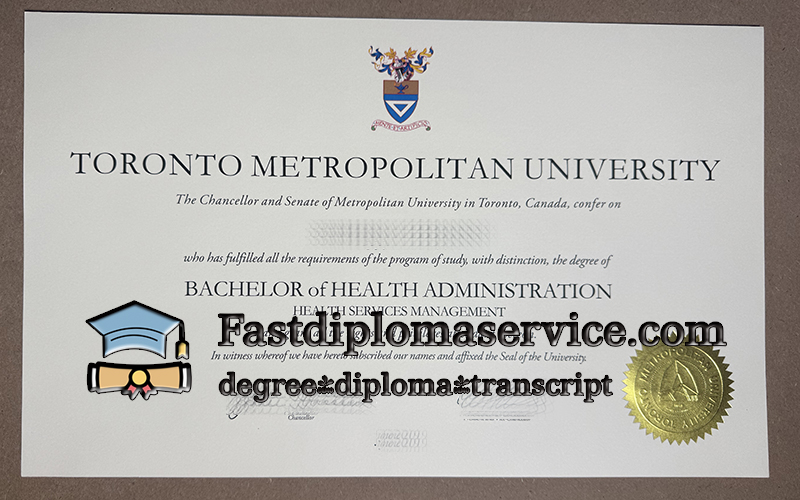 TORONTO METROPOLITAN UNIVERSITY
The Chancellor and Senate of Metropolitan University in Toronto, Canada, confer on
who has fulfilled all the requirements of the program of study, with distinction, the degree of
BACHELOR of HEALTH ADMINISTRATION
HEALTH SERVICES MANAGEMENT
Fastdiplomaservice.com
In witness whereof we have hereto subscribed our names and affixed the Seal of the University.
degree*diploma*transcript
Chancellor